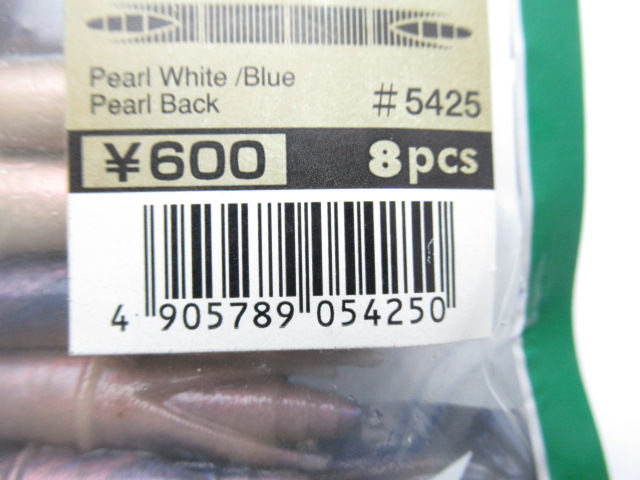 Pearl White /Blue
Pearl Back
#5425
¥600
8pcs
4 905789 054250